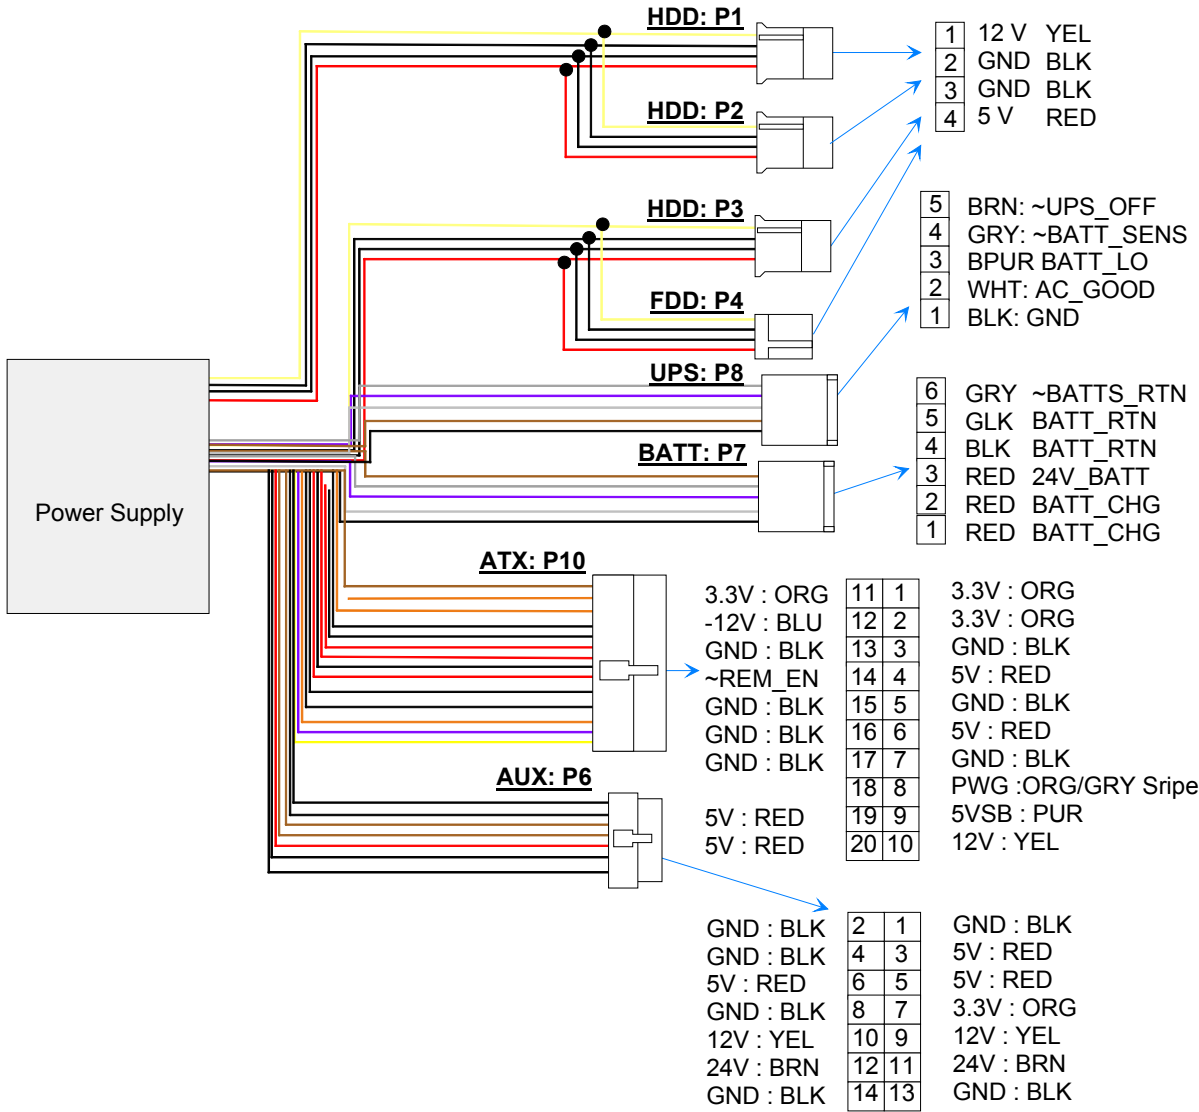 HDD: P1
1 12 V YEL
2 GND BLK
3 GND BLK
4 5 V RED
HDD: P2
HDD: P3
5 BRN: ~UPS_OFF
4 GRY: ~BATT_SENS
3 BPUR BATT_LO
2 WHT: AC_GOOD
1 BLK: GND
FDD: P4
UPS: P8
6 GRY ~BATTS_RTN
5 GLK BATT_RTN
4 BLK BATT_RTN
3 RED 24V_BATT
2 RED BATT_CHG
1 RED BATT_CHG
BATT: P7
Power Supply
ATX: P10
3.3V : ORG 11 1 3.3V : ORG
-12V : BLU 12 2 3.3V : ORG
GND : BLK 13 3 GND : BLK
~REM_EN 14 4 5V : RED
GND : BLK 15 5 GND : BLK
GND : BLK 16 6 5V : RED
GND : BLK 17 7 GND : BLK
18 8 PWG :ORG/GRY Sripe
5V : RED 19 9 5VSB : PUR
5V : RED 20 10 12V : YEL
AUX: P6
GND : BLK 2 1 GND : BLK
GND : BLK 4 3 5V : RED
5V : RED 6 5 5V : RED
GND : BLK 8 7 3.3V : ORG
12V : YEL 10 9 12V : YEL
24V : BRN 12 11 24V : BRN
GND : BLK 14 13 GND : BLK